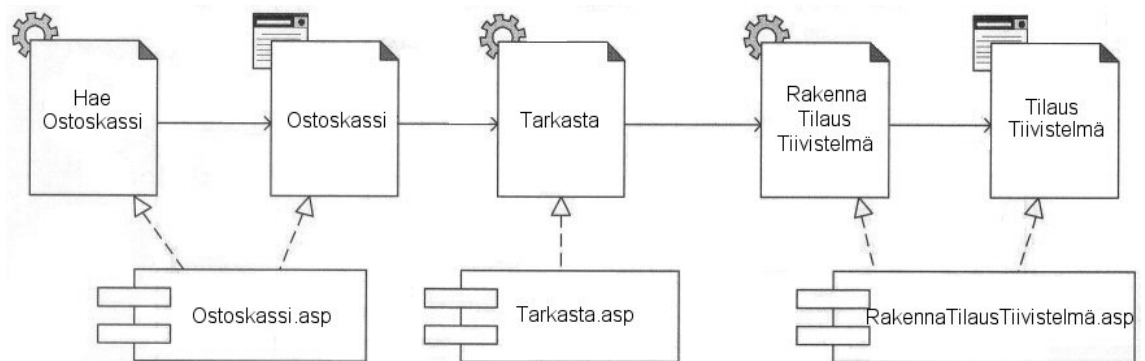 Hae
Ostoskassi
Ostoskassi
Tarkasta
Rakenna
Tilaus
Tiivistelmä
Tilaus
Tiivistelmä
Ostoskassi.asp
Tarkasta.asp
RakennaTilausTiivistelmä.asp